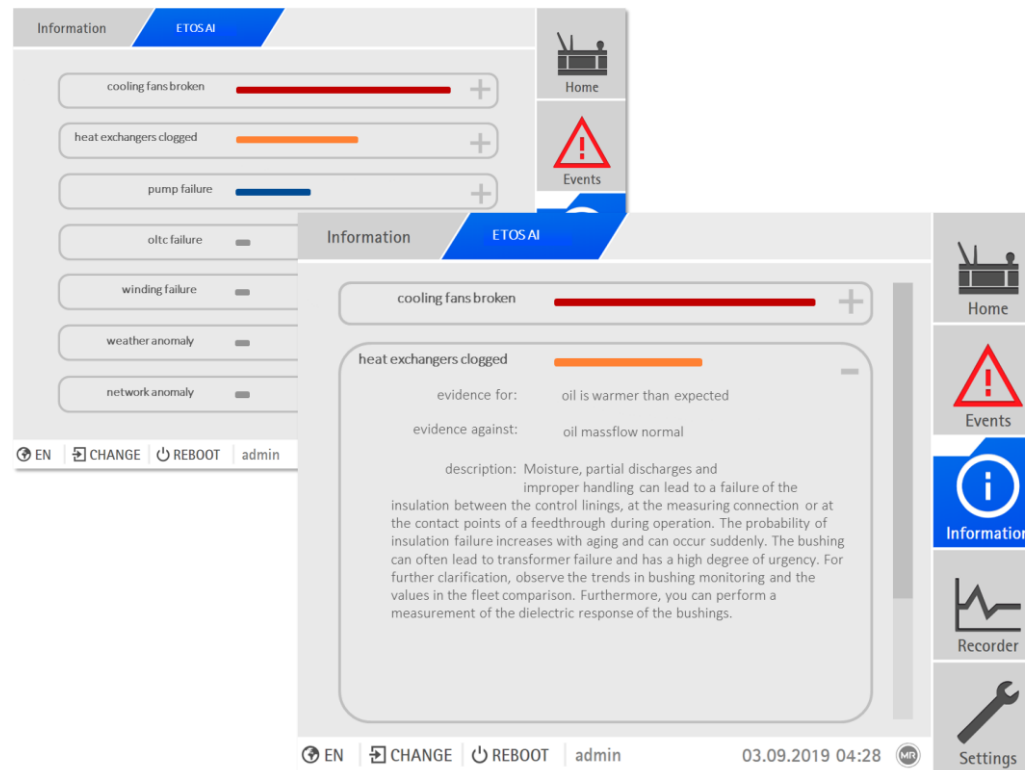 Information
ETOS AI
cooling fans broken
heat exchangers clogged
pump failure
oltc failure
winding failure
weather anomaly
network anomaly
EN
CHANGE
REBOOT
admin
Home
Events
Information
ETOS AI
cooling fans broken
heat exchangers clogged
evidence for: oil is warmer than expected
evidence against: oil massflow normal
description: Moisture, partial discharges and
improper handling can lead to a failure of the
insulation between the control linings, at the measuring connection or at
the contact points of a feedthrough during operation. The probability of
insulation failure increases with aging and can occur suddenly. The bushing
can often lead to transformer failure and has a high degree of urgency. For
further clarification, observe the trends in bushing monitoring and the
values in the fleet comparison. Furthermore, you can perform a
measurement of the dielectric response of the bushings.
EN
CHANGE
REBOOT
admin
03.09.2019 04:28
MR
Home
Events
Information
Recorder
Settings